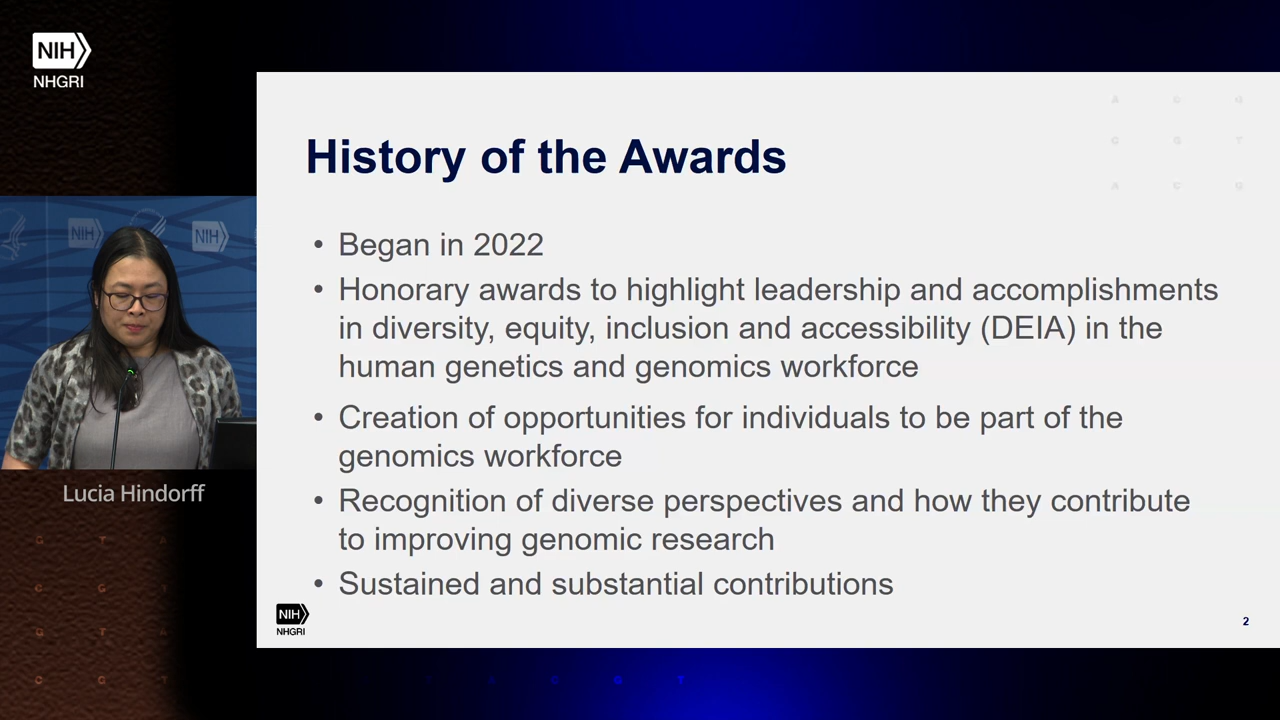 NIH
NHGRI
History of the Awards
• Began in 2022
• Honorary awards to highlight leadership and accomplishments
in diversity, equity, inclusion and accessibility (DEIA) in the
human genetics and genomics workforce
• Creation of opportunities for individuals to be part of the
genomics workforce
• Recognition of diverse perspectives and how they contribute
to improving genomic research
• Sustained and substantial contributions
NIH
NHGRI
2
NIH
NIH
Lucia Hindorff